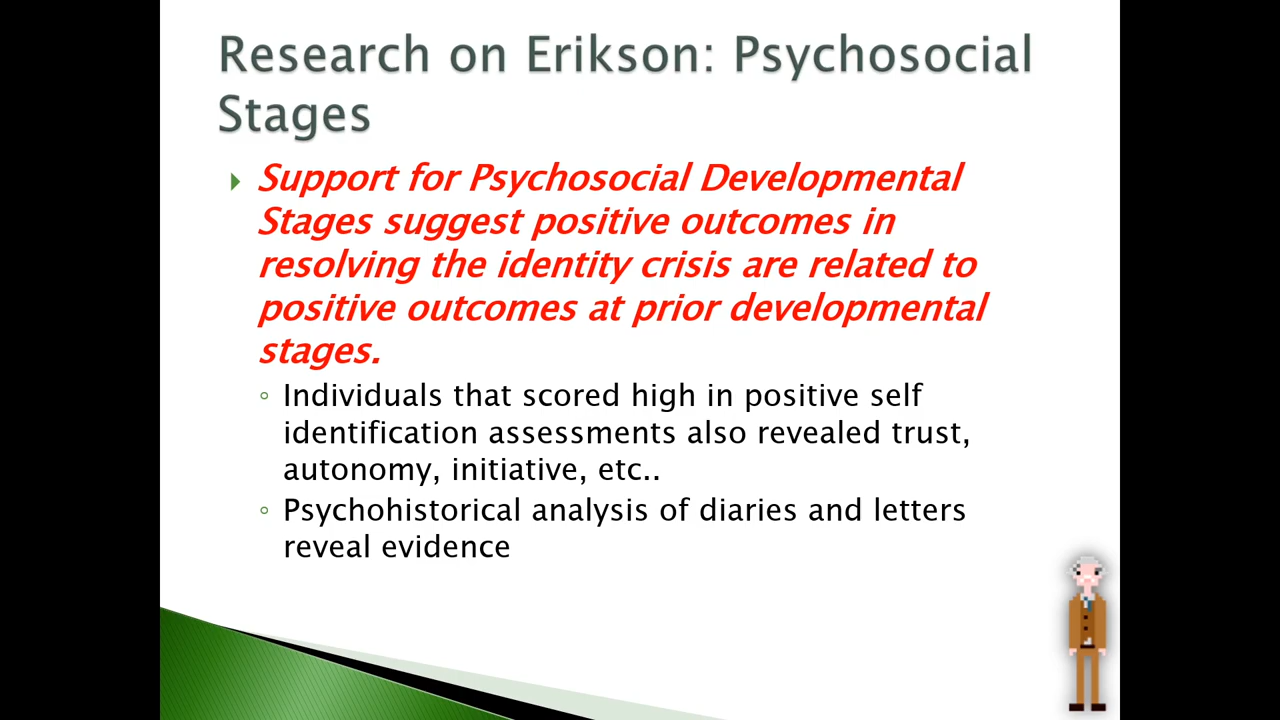 Research on Erikson: Psychosocial
Stages
Support for Psychosocial Developmental
Stages suggest positive outcomes in
resolving the identity crisis are related to
positive outcomes at prior developmental
stages.
Individuals that scored high in positive self
identification assessments also revealed trust,
autonomy, initiative, etc..
Psychohistorical analysis of diaries and letters
reveal evidence